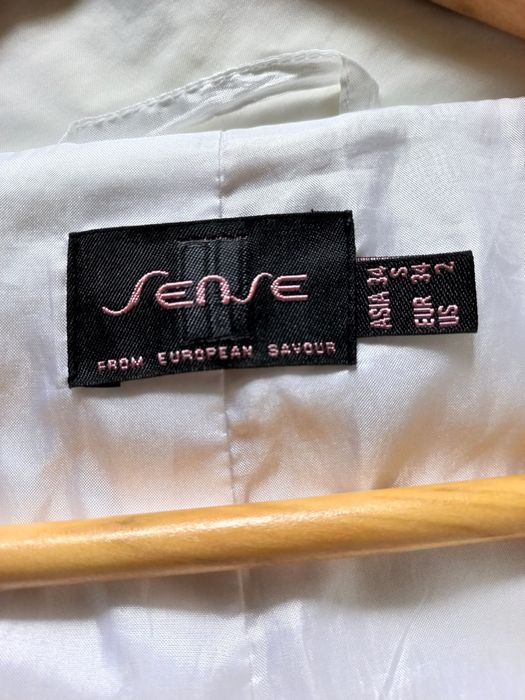 SENSE
FROM EUROPEAN SAVOUR
ASIA 34
S
EUR 34
US 2